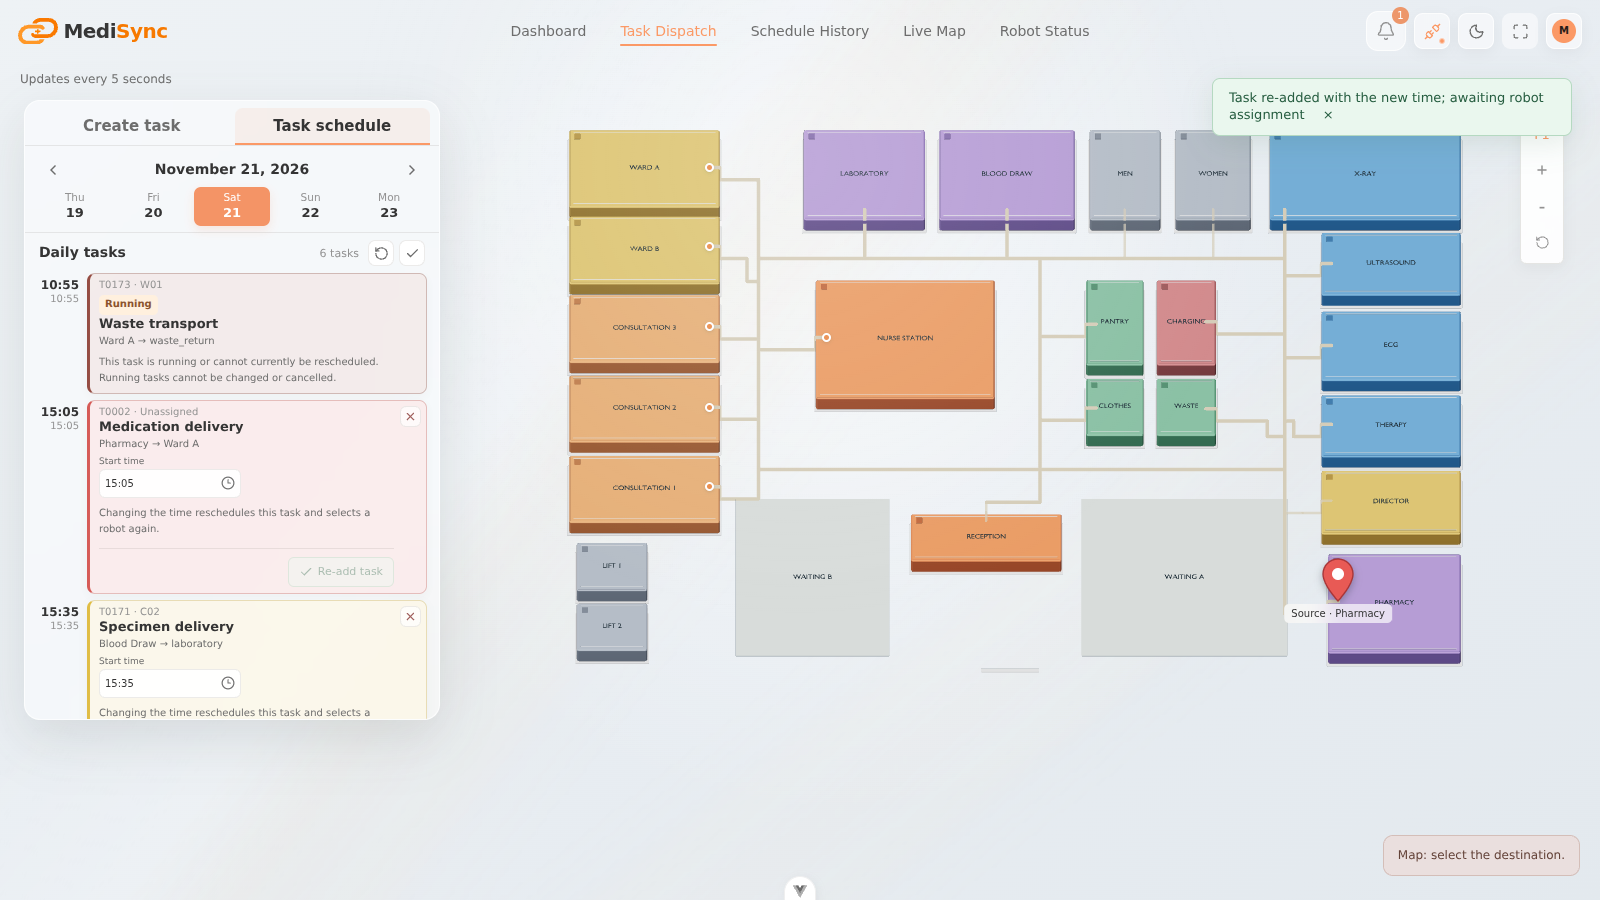 MediSync
Dashboard
Task Dispatch
Schedule History
Live Map
Robot Status
1
M
Updates every 5 seconds
Create task
Task schedule
November 21, 2026
Thu
19
Fri
20
Sat
21
Sun
22
Mon
23
Daily tasks
6 tasks
10:55
10:55
T0173 · W01
Running
Waste transport
Ward A → waste_return
This task is running or cannot currently be rescheduled.
Running tasks cannot be changed or cancelled.
15:05
15:05
T0002 · Unassigned
Medication delivery
Pharmacy → Ward A
Start time
15:05
Changing the time reschedules this task and selects a
robot again.
Re-add task
15:35
15:35
T0171 · C02
Specimen delivery
Blood Draw → laboratory
Start time
15:35
Changing the time reschedules this task and selects a
Task re-added with the new time; awaiting robot
assignment ×
+
-
WARD A
WARD B
CONSULTATION 3
CONSULTATION 2
CONSULTATION 1
LIFT 1
LIFT 2
LABORATORY
BLOOD DRAW
MEN
WOMEN
X-RAY
ULTRASOUND
ECG
THERAPY
DIRECTOR
PHARMACY
NURSE STATION
PANTRY
CHARGING
CLOTHES
WASTE
RECEPTION
WAITING B
WAITING A
Source · Pharmacy
Map: select the destination.